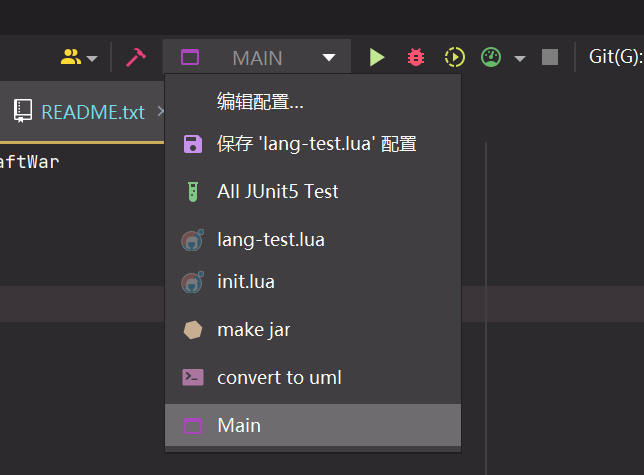 MAIN
Git(G):
README.txt
编辑配置...
aftWar
保存 'lang-test.lua' 配置
All JUnit5 Test
lang-test.lua
init.lua
make jar
convert to uml
Main